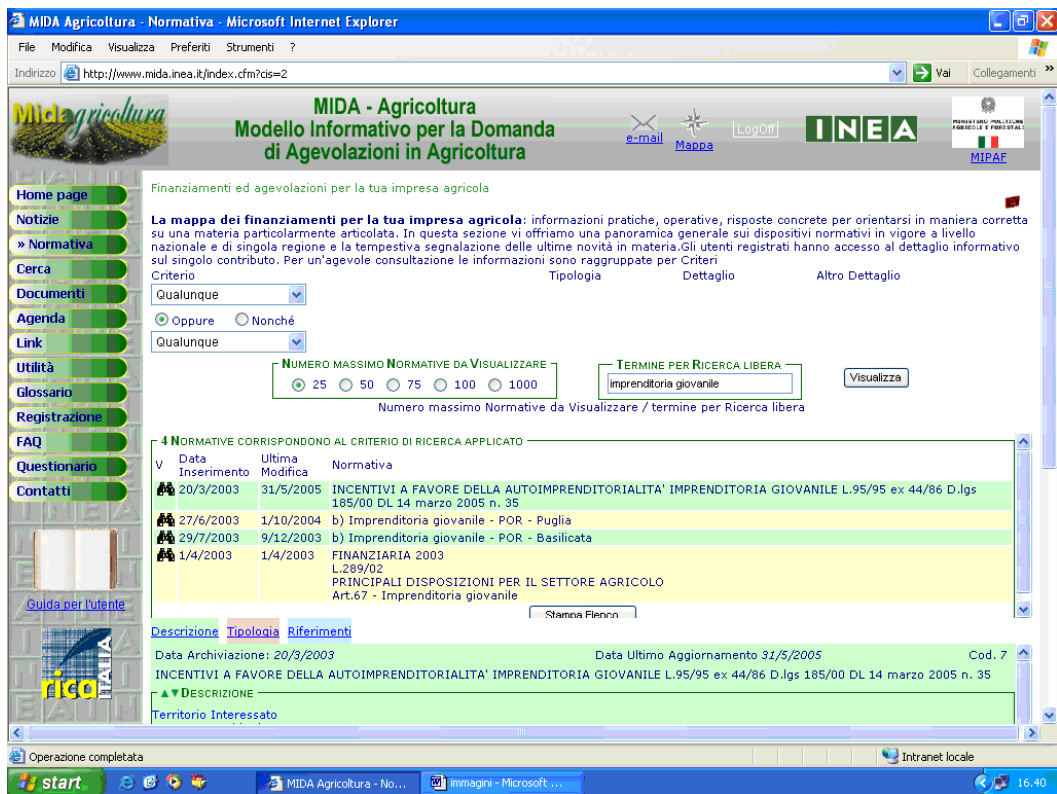 MIDA Agricoltura - Normativa - Microsoft Internet Explorer
File Modifica Visualizza Preferiti Strumenti ?
Indirizzo http://www.mida.inea.it/index.cfm?cis=2 Vai Collegamenti »
Midagricoltura
MIDA - Agricoltura
Modello Informativo per la Domanda
di Agevolazioni in Agricoltura
e-mail
Mappa
LogOff
INEA
MINISTERO POLITICHE
AGRICOLE E FORESTALI
MIPAF
Home page
Notizie
» Normativa
Cerca
Documenti
Agenda
Link
Utilità
Glossario
Registrazione
FAQ
Questionario
Contatti
Guida per l'utente
rica ITALIA
Finanziamenti ed agevolazioni per la tua impresa agricola
La mappa dei finanziamenti per la tua impresa agricola: informazioni pratiche, operative, risposte concrete per orientarsi in maniera corretta
su una materia particolarmente articolata. In questa sezione vi offriamo una panoramica generale sui dispositivi normativi in vigore a livello
nazionale e di singola regione e la tempestiva segnalazione delle ultime novità in materia.Gli utenti registrati hanno accesso al dettaglio informativo
sul singolo contributo. Per un'agevole consultazione le informazioni sono raggruppate per Criteri
Criterio Tipologia Dettaglio Altro Dettaglio
Qualunque
Oppure Nonché
Qualunque
NUMERO MASSIMO NORMATIVE DA VISUALIZZARE
25 50 75 100 1000
TERMINE PER RICERCA LIBERA
imprenditoria giovanile
Visualizza
Numero massimo Normative da Visualizzare / termine per Ricerca libera
4 NORMATIVE CORRISPONDONO AL CRITERIO DI RICERCA APPLICATO
V Data Inserimento Ultima Modifica Normativa
20/3/2003 31/5/2005 INCENTIVI A FAVORE DELLA AUTOIMPRENDITORIALITA' IMPRENDITORIA GIOVANILE L.95/95 ex 44/86 D.lgs
185/00 DL 14 marzo 2005 n. 35
27/6/2003 1/10/2004 b) Imprenditoria giovanile - POR - Puglia
29/7/2003 9/12/2003 b) Imprenditoria giovanile - POR - Basilicata
1/4/2003 1/4/2003 FINANZIARIA 2003
L.289/02
PRINCIPALI DISPOSIZIONI PER IL SETTORE AGRICOLO
Art.67 - Imprenditoria giovanile
Stampa Elenco
Descrizione Tipologia Riferimenti
Data Archiviazione: 20/3/2003 Data Ultimo Aggiornamento 31/5/2005 Cod. 7
INCENTIVI A FAVORE DELLA AUTOIMPRENDITORIALITA' IMPRENDITORIA GIOVANILE L.95/95 ex 44/86 D.lgs 185/00 DL 14 marzo 2005 n. 35
DESCRIZIONE
Territorio Interessato
Operazione completata Intranet locale
start MIDA Agricoltura - No... immagini - Microsoft ... 16.40